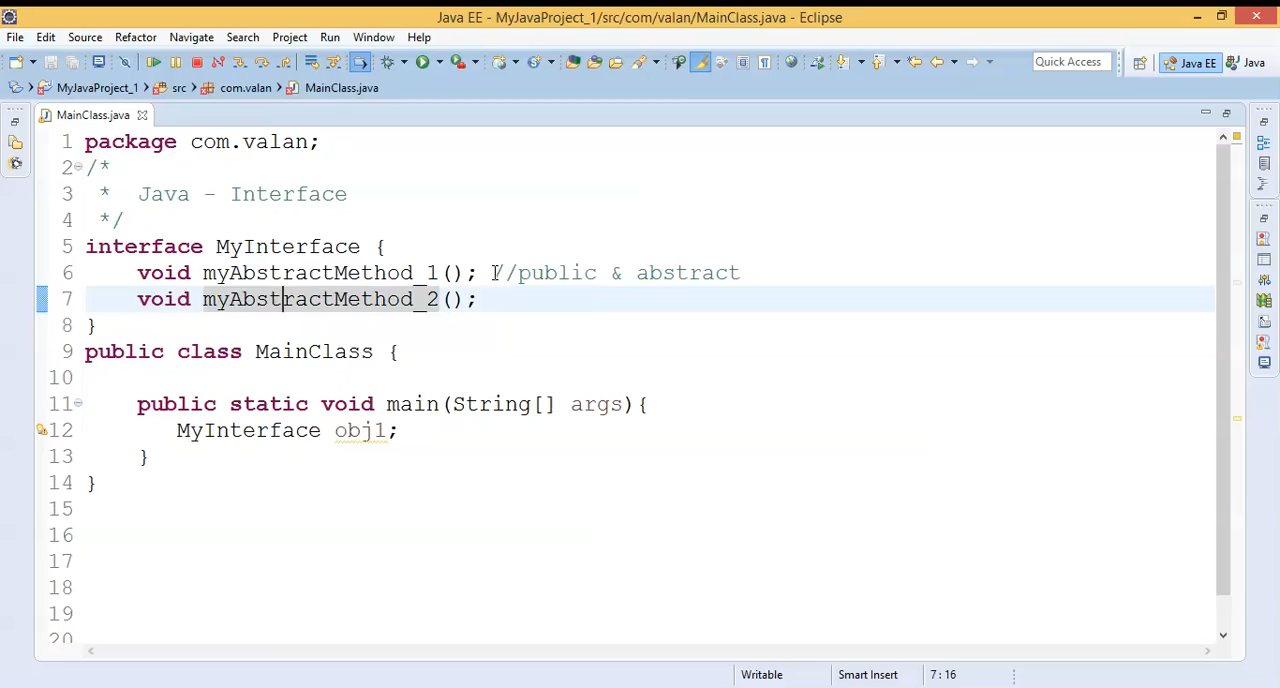 Java EE - MyJavaProject_1/src/com/valan/MainClass.java - Eclipse
File Edit Source Refactor Navigate Search Project Run Window Help
Quick Access Java EE Java
MyJavaProject_1 src com.valan MainClass.java
MainClass.java
1 package com.valan;
2 /*
3  *  Java - Interface
4  */
5 interface MyInterface {
6     void myAbstractMethod_1(); //public & abstract
7     void myAbstractMethod_2();
8 }
9 public class MainClass {
10
11     public static void main(String[] args){
12        MyInterface obj1;
13     }
14 }
15
16
17
18
19
20
Writable Smart Insert 7 : 16